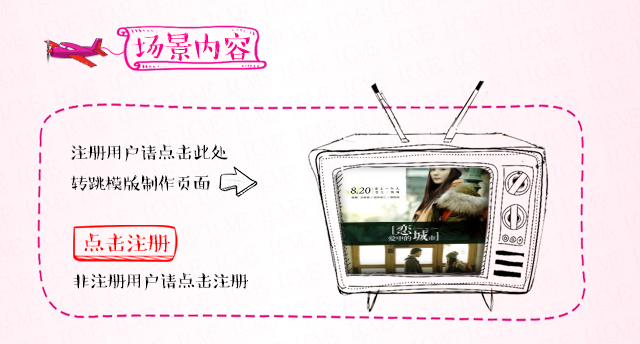 场景内容
注册用户请点击此处
转跳模版制作页面
点击注册
非注册用户请点击注册
8.20
恋
爱中的城市